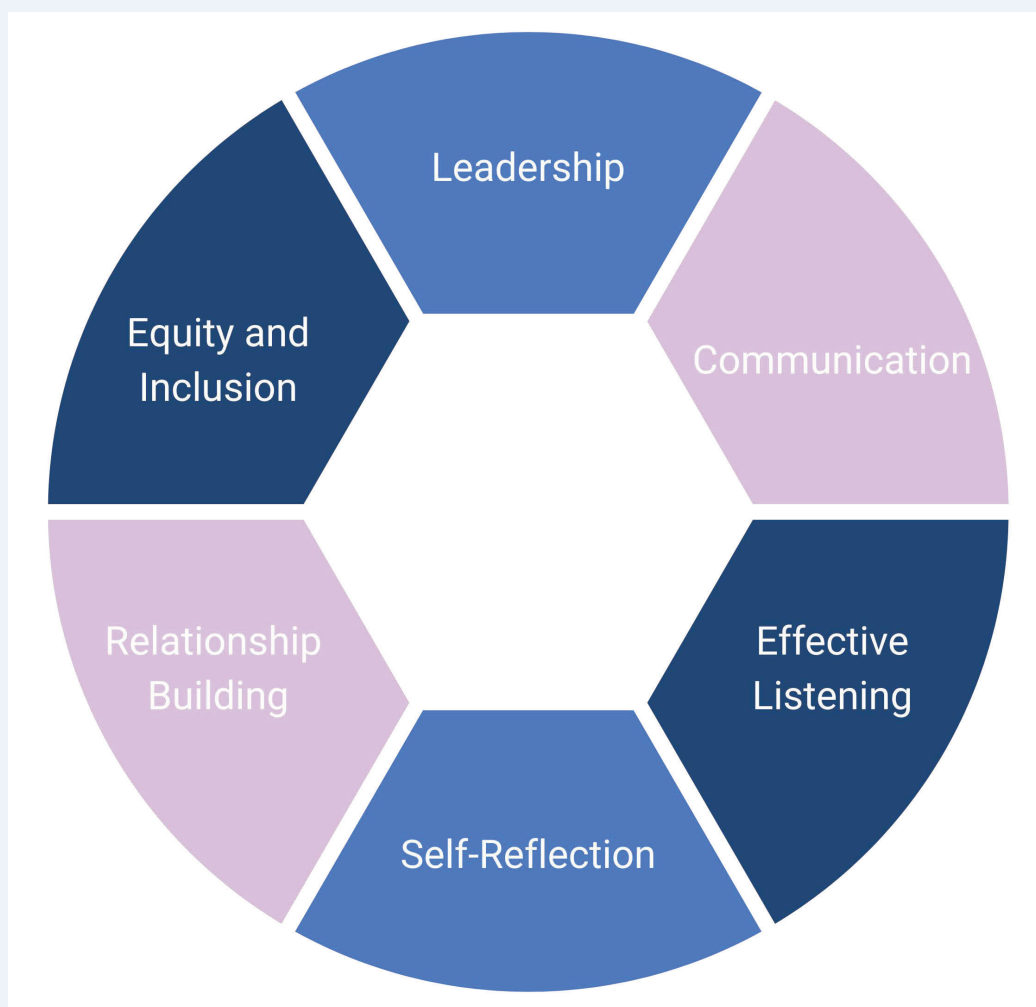 Leadership
Communication
Effective
Listening
Self-Reflection
Relationship
Building
Equity and
Inclusion